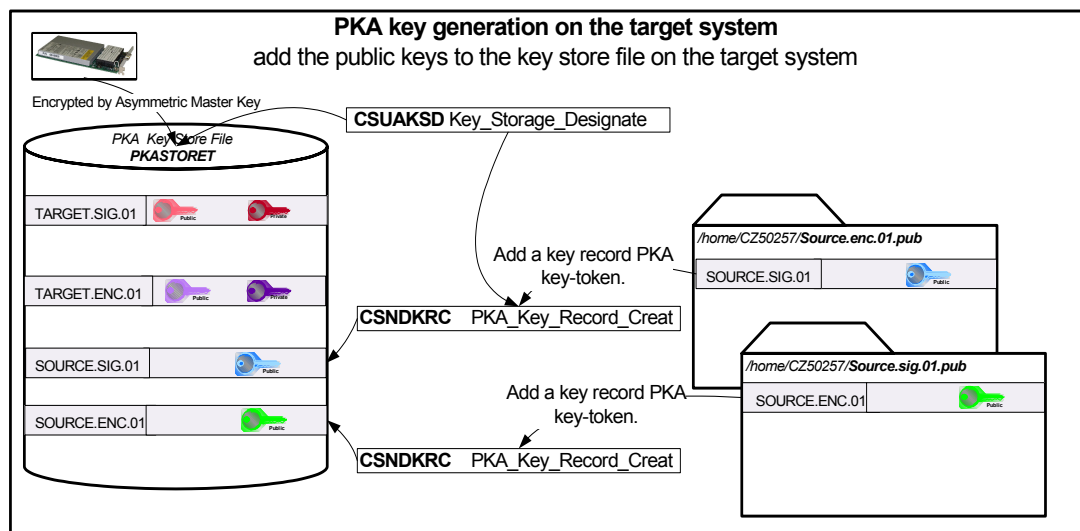 PKA key generation on the target system
add the public keys to the key store file on the target system
Encrypted by Asymmetric Master Key
CSUAKSD Key_Storage_Designate
PKA Key Store File
PKASTORET
TARGET.SIG.01
Public
Private
TARGET.ENC.01
Public
Private
SOURCE.SIG.01
Public
SOURCE.ENC.01
Public
Add a key record PKA
key-token.
CSNDKRC PKA_Key_Record_Creat
Add a key record PKA
key-token.
CSNDKRC PKA_Key_Record_Creat
/home/CZ50257/Source.enc.01.pub
SOURCE.SIG.01
Public
/home/CZ50257/Source.sig.01.pub
SOURCE.ENC.01
Public